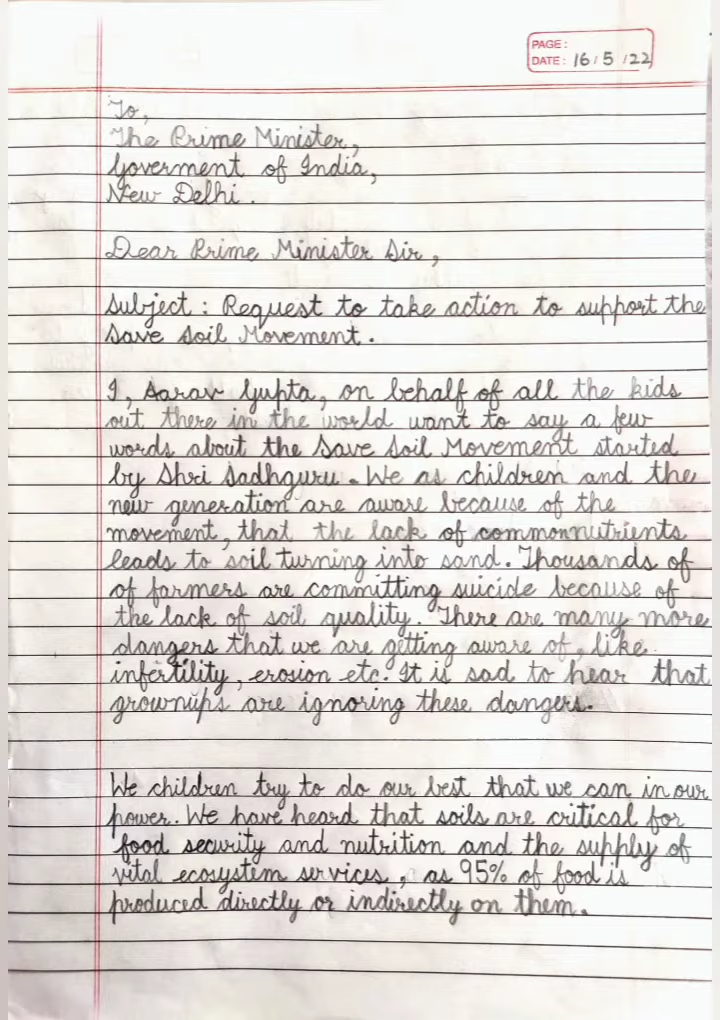 PAGE:
DATE: 16/5/22
To,
The Prime Minister,
Goverment of India,
New Delhi.
Dear Prime Minister Sir,
Subject: Request to take action to support the
Save Soil Movement.
I, Aarav Gupta, on behalf of all the kids
out there in the world want to say a few
words about the Save Soil Movement started
by Shri Sadhguru. We as children and the
new generation are aware because of the
movement, that the lack of commonnutrients
leads to soil turning into sand. Thousands of
of farmers are committing suicide because of
the lack of soil quality. There are many more
dangers that we are getting aware of, like
infertility, erosion etc. It is sad to hear that
grownups are ignoring these dangers.
We children try to do our best that we can in our
power. We have heard that soils are critical for
food security and nutrition and the supply of
vital ecosystem services, as 95% of food is
produced directly or indirectly on them.